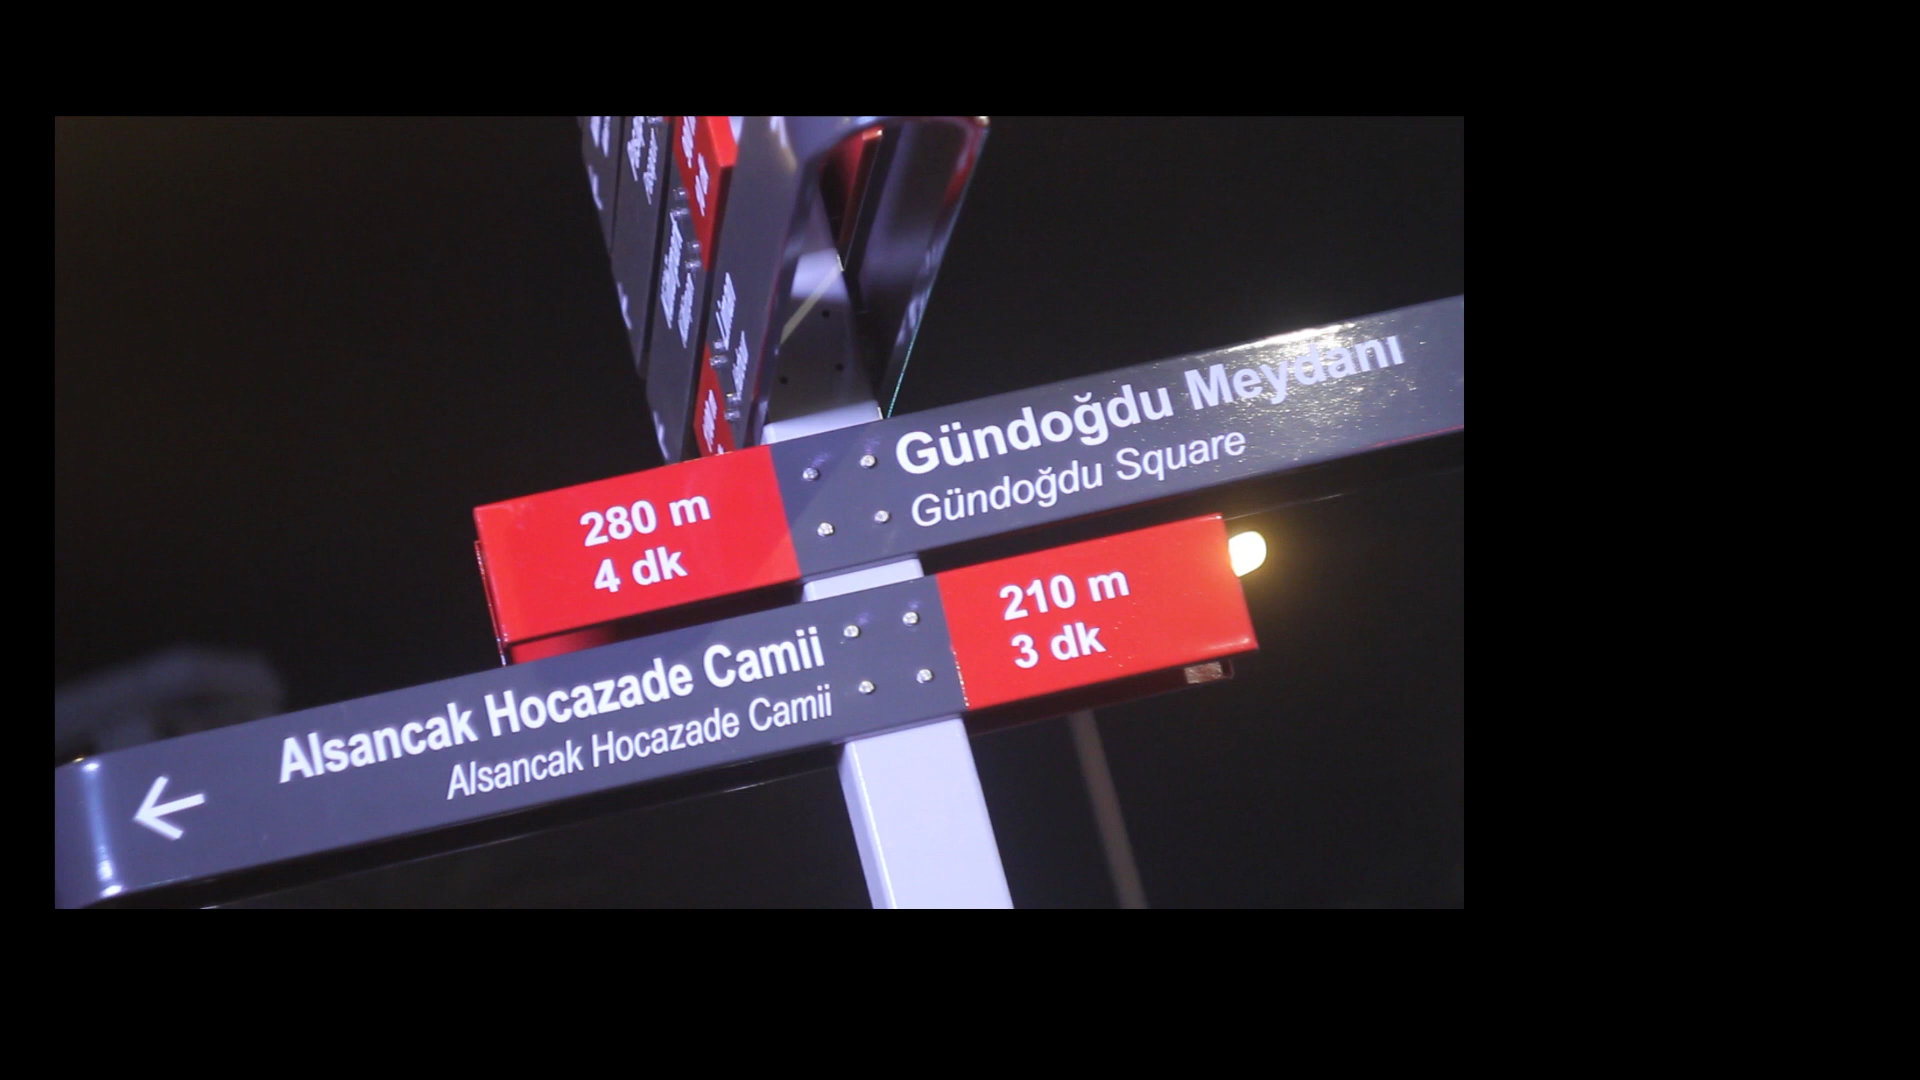 280 m
4 dk
Gündoğdu Meydanı
Gündoğdu Square
Alsancak Hocazade Camii
Alsancak Hocazade Camii
210 m
3 dk